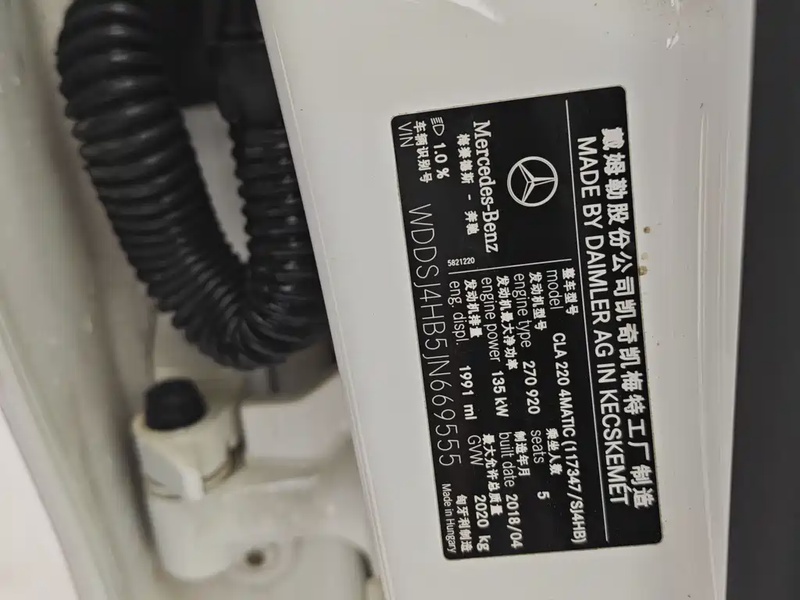 戴姆勒股份公司凯奇凯梅特工厂制造
MADE BY DAIMLER AG IN KECSKEMET
Mercedes-Benz
梅赛德斯 - 奔驰
1.0 %
整车型号
model CLA 220 4MATIC (117347/SJ4HB)
发动机型号 乘坐人数
engine type 270 920 seats 5
发动机最大净功率 制造年月
engine power 135 kW built date 2018/04
发动机排量 最大允许总质量
eng. displ. 1991 ml GVW 2020 kg
5821220
车辆识别号
VIN WDDSJ4HB5JN669555
匈牙利制造
Made in Hungary